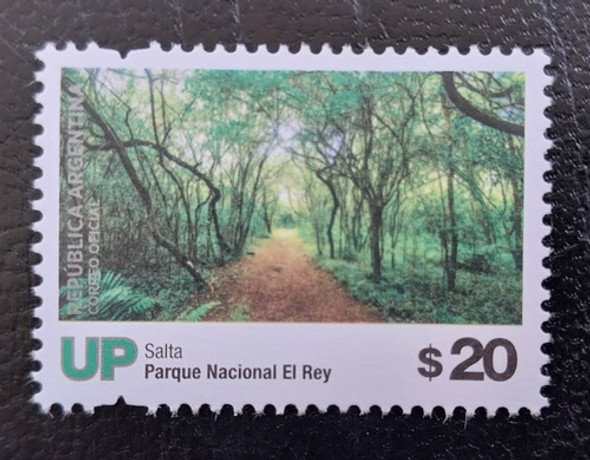 REPÚBLICA ARGENTINA
CORREO OFICIAL
UP
Salta
Parque Nacional El Rey
$20